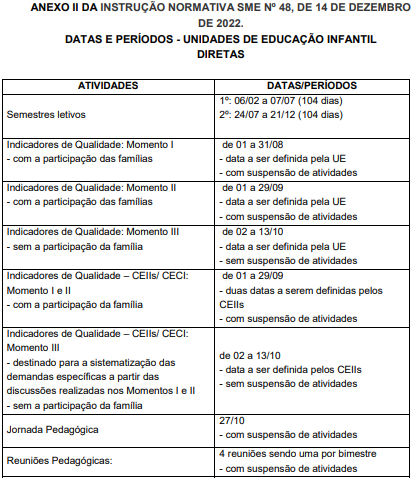 ANEXO II DA INSTRUÇÃO NORMATIVA SME Nº 48, DE 14 DE DEZEMBRO
DE 2022.
DATAS E PERÍODOS - UNIDADES DE EDUCAÇÃO INFANTIL
DIRETAS
ATIVIDADES
DATAS/PERÍODOS
Semestres letivos
1º: 06/02 a 07/07 (104 dias)
2º: 24/07 a 21/12 (104 dias)
Indicadores de Qualidade: Momento I
- com a participação das famílias
de 01 a 31/08
- data a ser definida pela UE
- com suspensão de atividades
Indicadores de Qualidade: Momento II
- com a participação das famílias
de 01 a 29/09
- data a ser definida pela UE
- com suspensão de atividades
Indicadores de Qualidade: Momento III
- sem a participação da família
de 02 a 13/10
- data a ser definida pela UE
- sem suspensão de atividades
Indicadores de Qualidade – CEIIs/ CECI:
Momento I e II
- com a participação da família
de 01 a 29/09
- duas datas a serem definidas pelos
CEIIs
- com suspensão de atividades
Indicadores de Qualidade – CEIIs/ CECI:
Momento III
- destinado para a sistematização das
demandas específicas a partir das
discussões realizadas nos Momentos I e II
- sem a participação da família
de 02 a 13/10
- data a ser definida pelos CEIIs
- sem suspensão de atividades
Jornada Pedagógica
27/10
- com suspensão de atividades
Reuniões Pedagógicas:
4 reuniões sendo uma por bimestre
- com suspensão de atividades